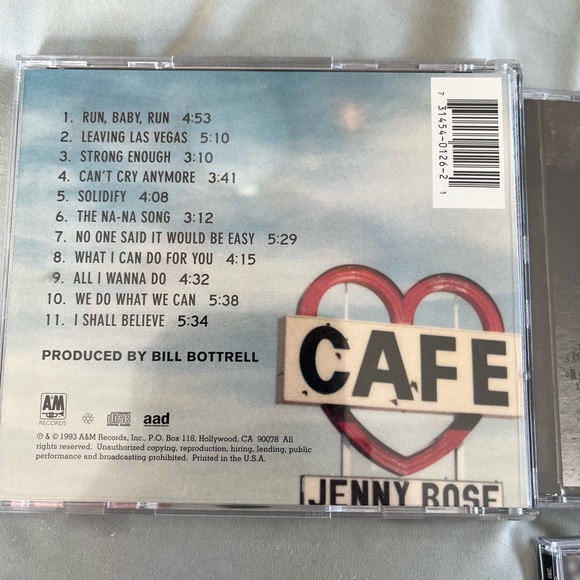 1. RUN, BABY, RUN 4:53
2. LEAVING LAS VEGAS 5:10
3. STRONG ENOUGH 3:10
4. CAN'T CRY ANYMORE 3:41
5. SOLIDIFY 4:08
6. THE NA-NA SONG 3:12
7. NO ONE SAID IT WOULD BE EASY 5:29
8. WHAT I CAN DO FOR YOU 4:15
9. ALL I WANNA DO 4:32
10. WE DO WHAT WE CAN 5:38
11. I SHALL BELIEVE 5:34
PRODUCED BY BILL BOTTRELL
A&M
RECORDS
disc
aad
℗ & © 1993 A&M Records, Inc., P.O. Box 118, Hollywood, CA 90078 All
rights reserved. Unauthorized copying, reproduction, hiring, lending, public
performance and broadcasting prohibited. Printed in the U.S.A.
7 31454-0126-2 1
CAFE
JENNY ROSE